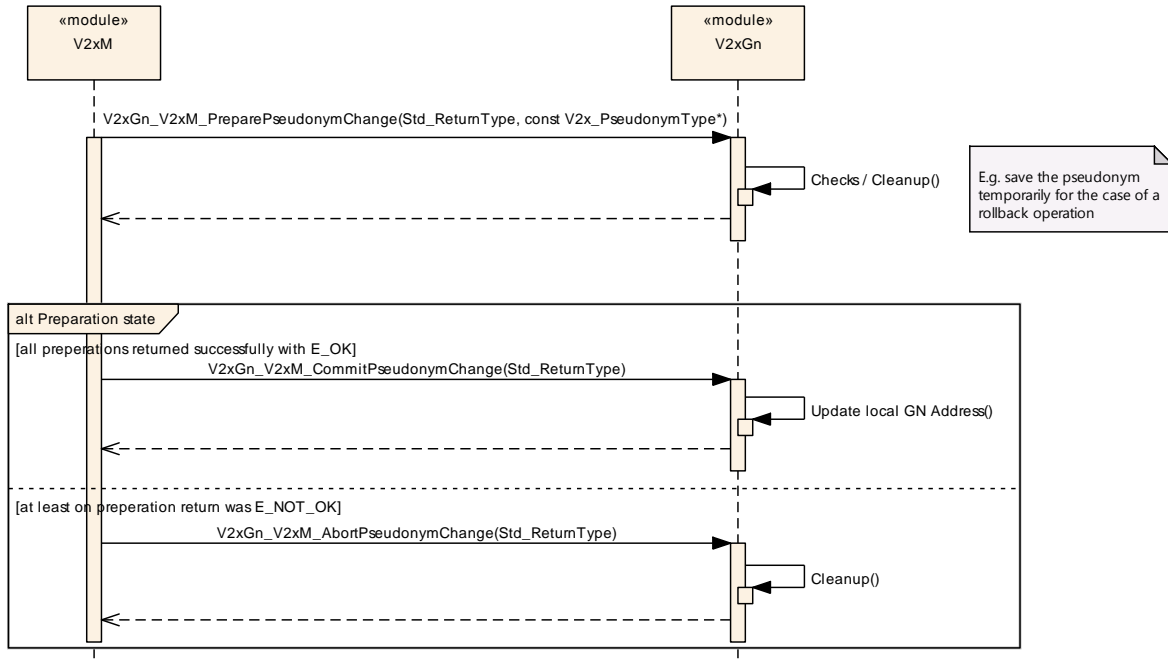 «module»
V2xM
«module»
V2xGn
V2xGn_V2xM_PreparePseudonymChange(Std_ReturnType, const V2x_PseudonymType*)
Checks / Cleanup()
E.g. save the pseudonym
temporarily for the case of a
rollback operation
alt Preparation state
[all preperations returned successfully with E_OK]
V2xGn_V2xM_CommitPseudonymChange(Std_ReturnType)
Update local GN Address()
[at least on preperation return was E_NOT_OK]
V2xGn_V2xM_AbortPseudonymChange(Std_ReturnType)
Cleanup()